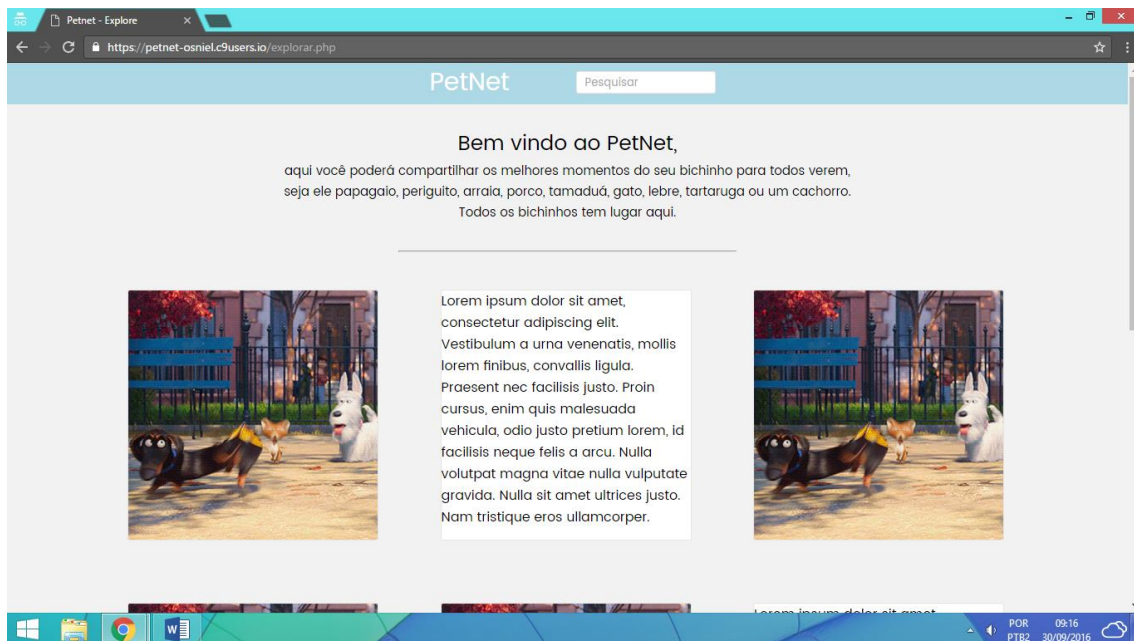 Petnet - Explore
https://petnet-osniel.c9users.io/explorar.php
PetNet
Pesquisar
Bem vindo ao PetNet,
aqui você poderá compartilhar os melhores momentos do seu bichinho para todos verem,
seja ele papagaio, periguito, arraia, porco, tamaduá, gato, lebre, tartaruga ou um cachorro.
Todos os bichinhos tem lugar aqui.
Lorem ipsum dolor sit amet,
consectetur adipiscing elit.
Vestibulum a urna venenatis, mollis
lorem finibus, convallis ligula.
Praesent nec facilisis justo. Proin
cursus, enim quis malesuada
vehicula, odio justo pretium lorem, id
facilisis neque felis a arcu. Nulla
volutpat magna vitae nulla vulputate
gravida. Nulla sit amet ultrices justo.
Nam tristique eros ullamcorper.
Lorem ipsum dolor sit amet,
POR
PTB2
09:16
30/09/2016